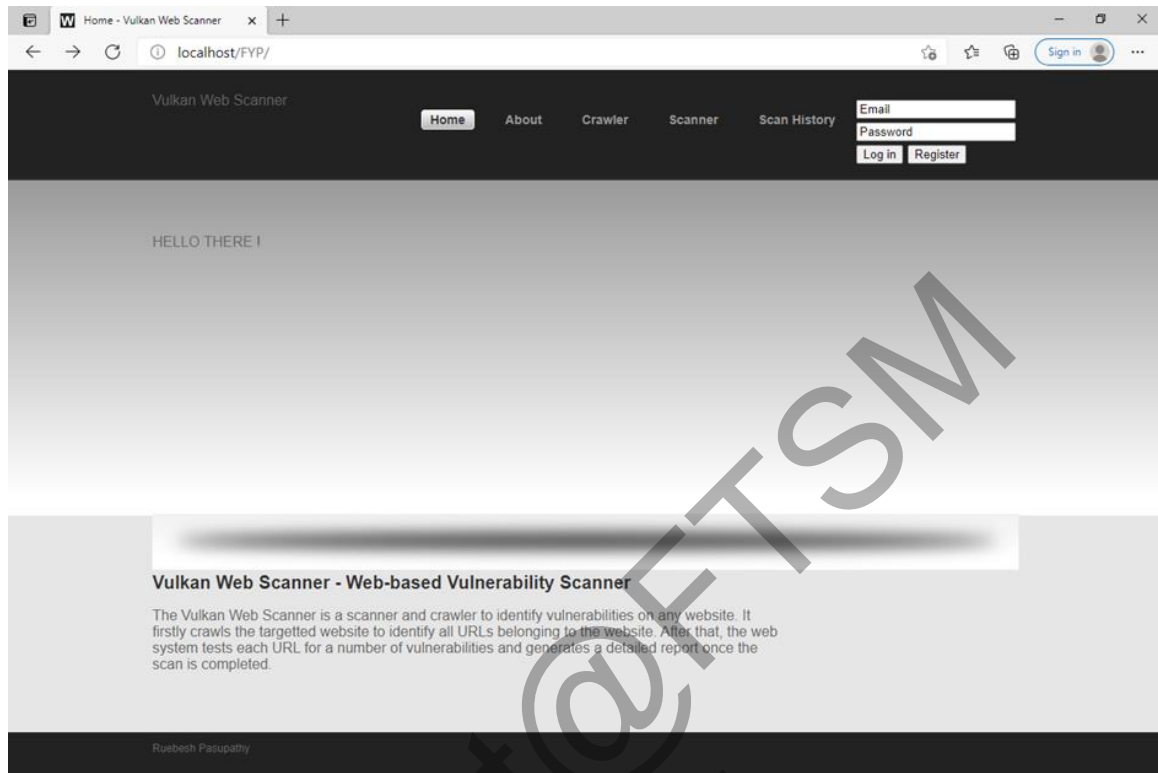 Home - Vulkan Web Scanner
localhost/FYP/
Sign in
Vulkan Web Scanner
Home About Crawler Scanner Scan History
Email
Password
Log in Register
HELLO THERE !
Vulkan Web Scanner - Web-based Vulnerability Scanner
The Vulkan Web Scanner is a scanner and crawler to identify vulnerabilities on any website. It
firstly crawls the targetted website to identify all URLs belonging to the website. After that, the web
system tests each URL for a number of vulnerabilities and generates a detailed report once the
scan is completed.
Ruebesh Pasupathy
t@FTSM